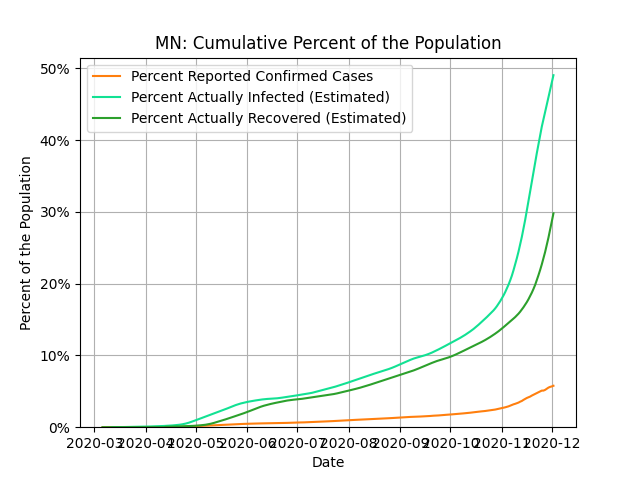 MN: Cumulative Percent of the Population
Percent Reported Confirmed Cases
Percent Actually Infected (Estimated)
Percent Actually Recovered (Estimated)
Percent of the Population
50%
40%
30%
20%
10%
0%
2020-03 2020-04 2020-05 2020-06 2020-07 2020-08 2020-09 2020-10 2020-11 2020-12
Date